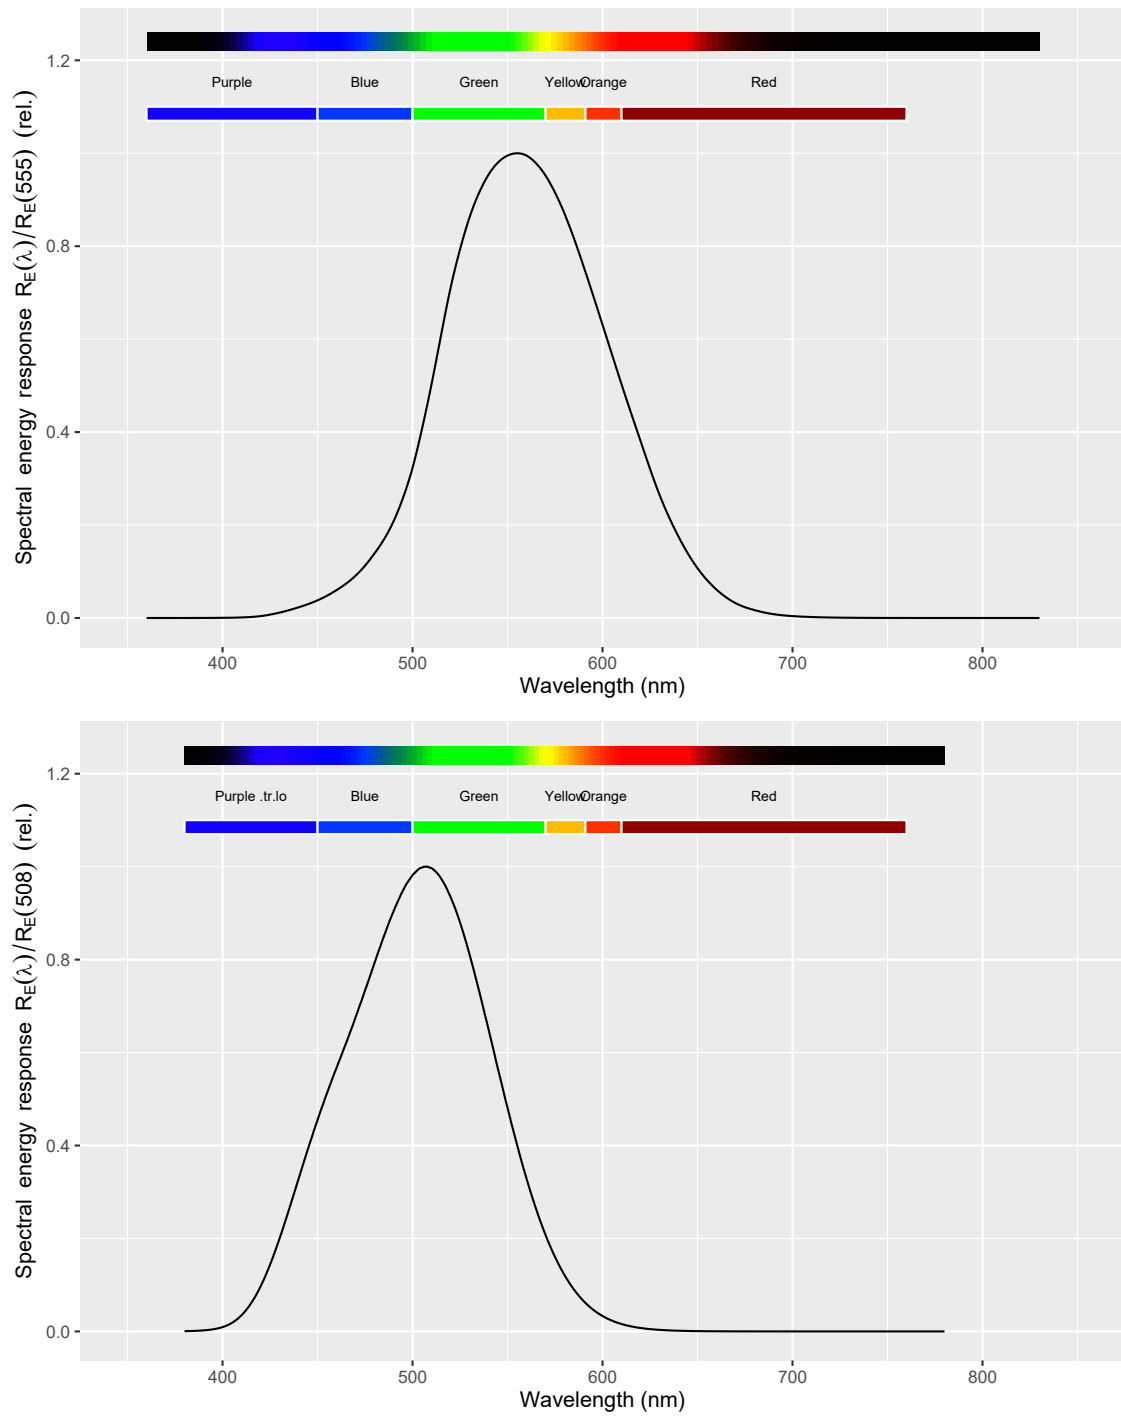 1.2
Purple Blue Green Yellow Orange Red
0.8
0.4
0.0
Spectral energy response R_E(λ)/R_E(555) (rel.)
400 500 600 700 800
Wavelength (nm)
1.2
Purple .tr.lo Blue Green Yellow Orange Red
0.8
0.4
0.0
Spectral energy response R_E(λ)/R_E(508) (rel.)
400 500 600 700 800
Wavelength (nm)